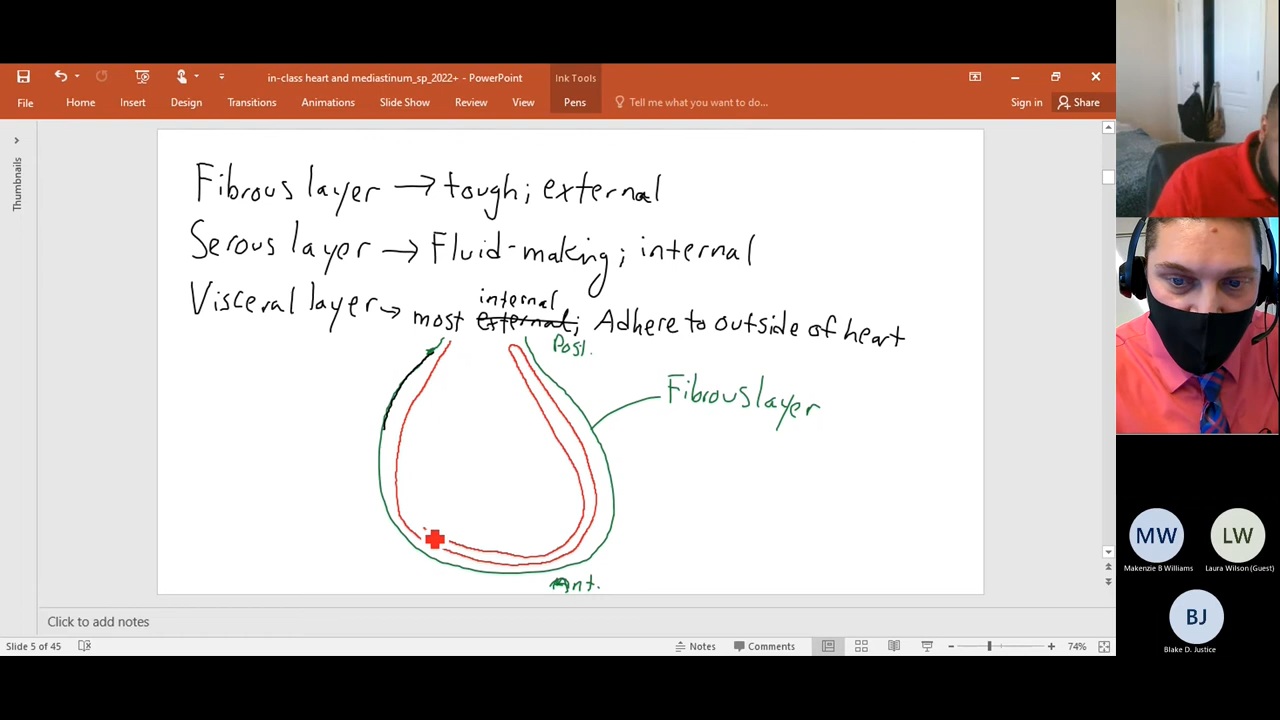 in-class heart and mediastinum_sp_2022+ - PowerPoint
Ink Tools
File
Home
Insert
Design
Transitions
Animations
Slide Show
Review
View
Pens
Tell me what you want to do...
Sign in
Share
Thumbnails
Fibrous layer → tough; external
Serous layer → Fluid-making; internal
internal
Visceral layer → most external; Adhere to outside of heart
Post.
Fibrous layer
Ant.
Click to add notes
Slide 5 of 45
Notes
Comments
74%
MW
LW
Makenzie B Williams
Laura Wilson (Guest)
BJ
Blake D. Justice